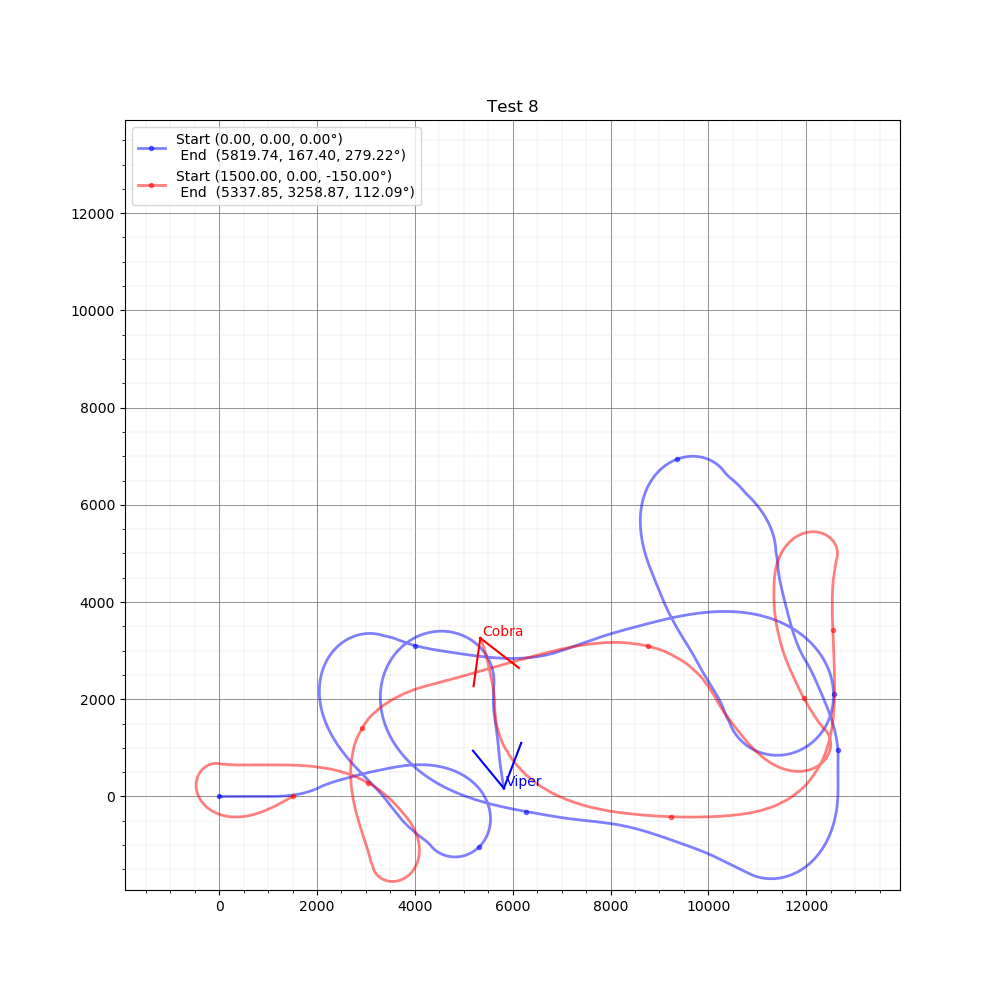 Test 8
Start (0.00, 0.00, 0.00°)
End (5819.74, 167.40, 279.22°)
Start (1500.00, 0.00, -150.00°)
End (5337.85, 3258.87, 112.09°)
12000
10000
8000
6000
4000
2000
0
Cobra
Viper
0 2000 4000 6000 8000 10000 12000